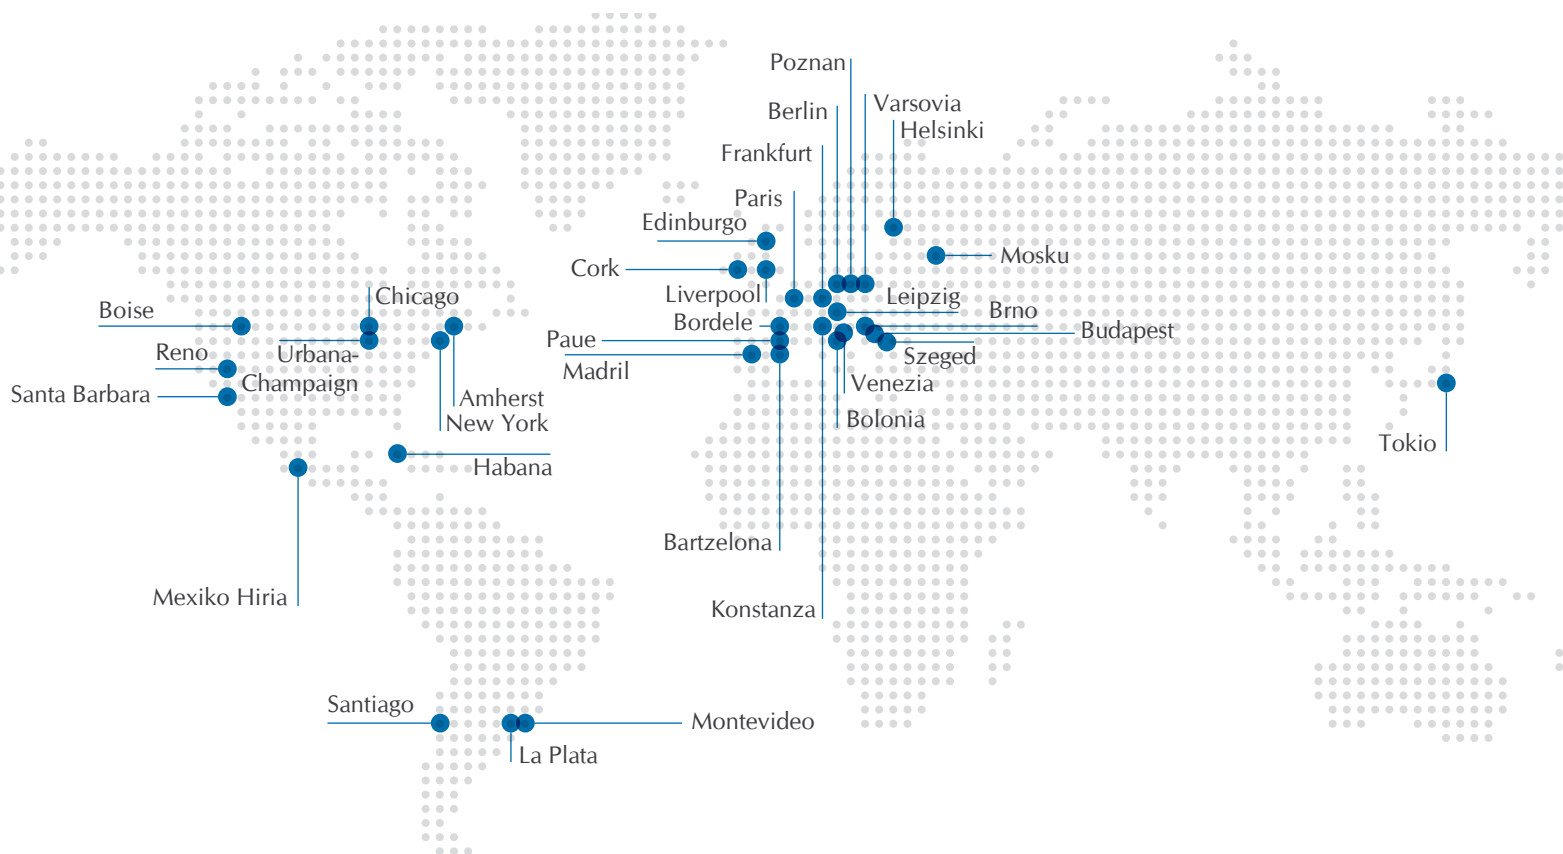 Poznan
Berlin
Varsovia
Helsinki
Frankfurt
Paris
Edinburgo
Mosku
Cork
Liverpool
Leipzig
Chicago
Boise
Bordele
Brno
Budapest
Paue
Reno
Urbana-
Champaign
Madril
Szeged
Venezia
Santa Barbara
Amherst
New York
Bolonia
Habana
Tokio
Bartzelona
Mexiko Hiria
Konstanza
Santiago
Montevideo
La Plata